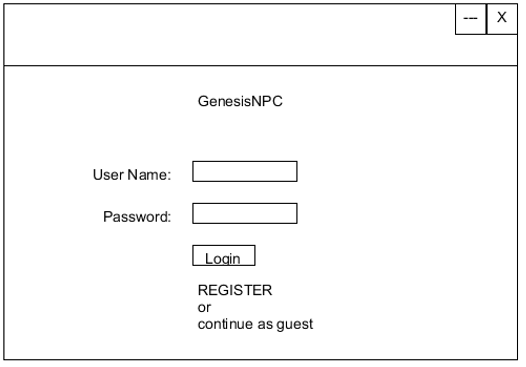 --- X
GenesisNPC
User Name:
Password:
Login
REGISTER
or
continue as guest